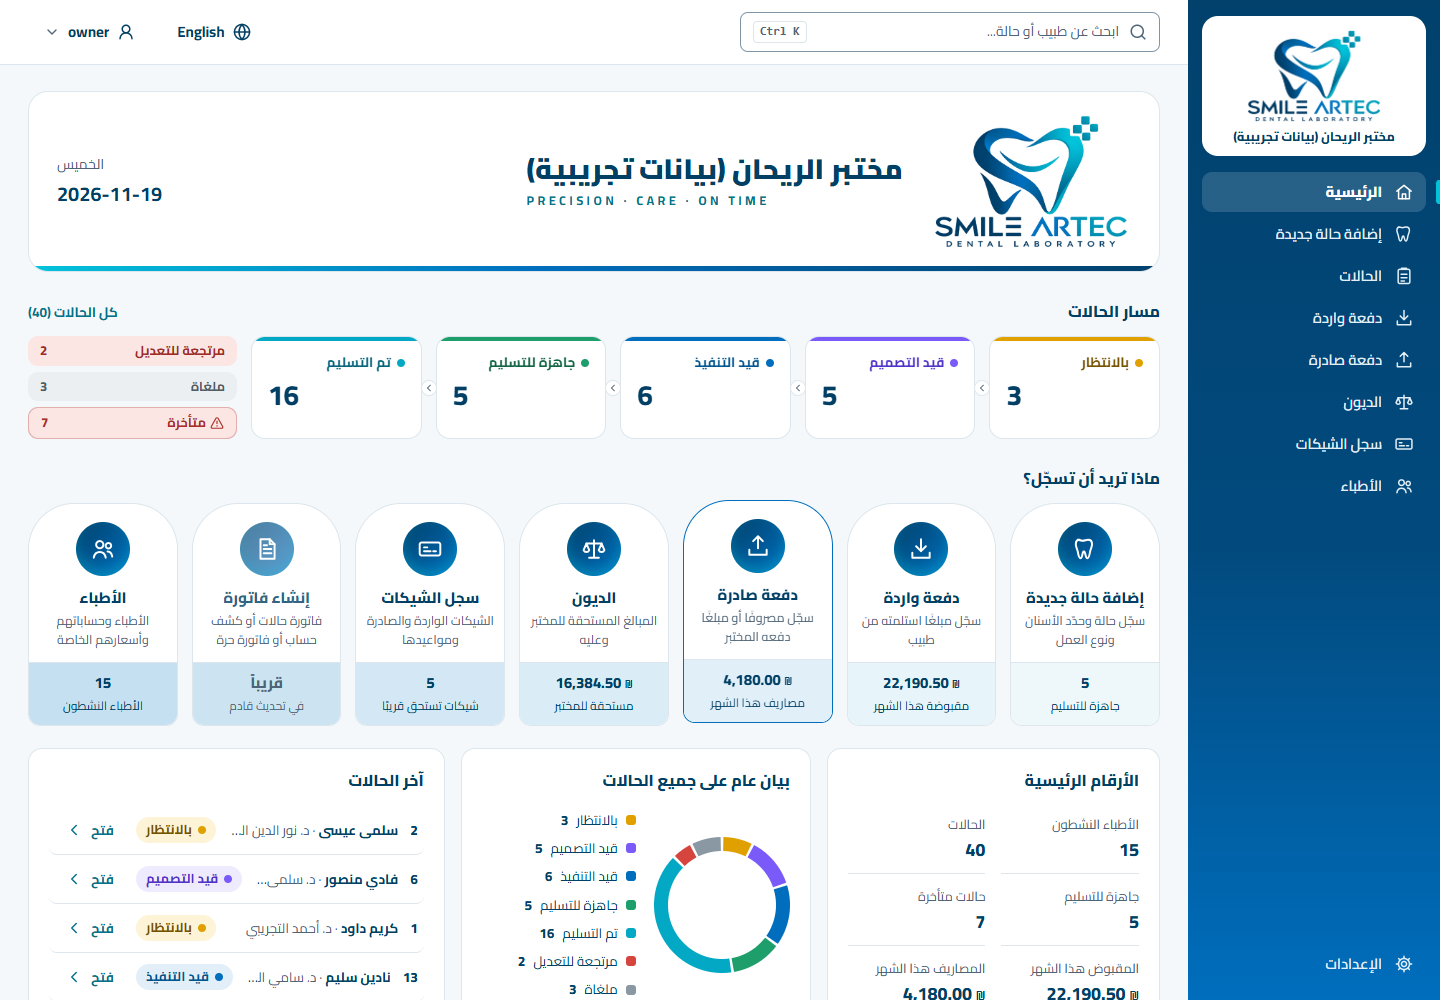 SMILE ARTEC
DENTAL LABORATORY
مختبر الريحان (بيانات تجريبية)
الرئيسية
إضافة حالة جديدة
الحالات
دفعة واردة
دفعة صادرة
الديون
سجل الشيكات
الأطباء
الإعدادات
ابحث عن طبيب أو حالة...
Ctrl K
English
owner
SMILE ARTEC
DENTAL LABORATORY
مختبر الريحان (بيانات تجريبية)
PRECISION · CARE · ON TIME
الخميس
2026-11-19
مسار الحالات
كل الحالات (40)
بالانتظار
3
قيد التصميم
5
قيد التنفيذ
6
جاهزة للتسليم
5
تم التسليم
16
مرتجعة للتعديل 2
ملغاة 3
متأخرة 7
ماذا تريد أن تسجّل؟
إضافة حالة جديدة
سجّل حالة وحدّد الأسنان
ونوع العمل
5
جاهزة للتسليم
دفعة واردة
سجّل مبلغًا استلمته من
طبيب
₪ 22,190.50
مقبوضة هذا الشهر
دفعة صادرة
سجّل مصروفًا أو مبلغًا
دفعه المختبر
₪ 4,180.00
مصاريف هذا الشهر
الديون
المبالغ المستحقة للمختبر
وعليه
₪ 16,384.50
مستحقة للمختبر
سجل الشيكات
الشيكات الواردة والصادرة
ومواعيدها
5
شيكات تستحق قريبًا
إنشاء فاتورة
فاتورة حالات أو كشف
حساب أو فاتورة حرة
قريباً
في تحديث قادم
الأطباء
الأطباء وحساباتهم
وأسعارهم الخاصة
15
الأطباء النشطون
الأرقام الرئيسية
الأطباء النشطون
15
الحالات
40
جاهزة للتسليم
5
حالات متأخرة
7
المقبوض هذا الشهر
₪ 22,190.50
المصاريف هذا الشهر
₪ 4,180.00
بيان عام على جميع الحالات
بالانتظار 3
قيد التصميم 5
قيد التنفيذ 6
جاهزة للتسليم 5
تم التسليم 16
مرتجعة للتعديل 2
ملغاة 3
آخر الحالات
2 سلمى عيسى · د. نور الدين الـ... بالانتظار فتح
6 فادي منصور · د. سلمى... قيد التصميم فتح
1 كريم داود · د. أحمد التجريبي بالانتظار فتح
13 نادين سليم · د. سامي الـ... قيد التنفيذ فتح